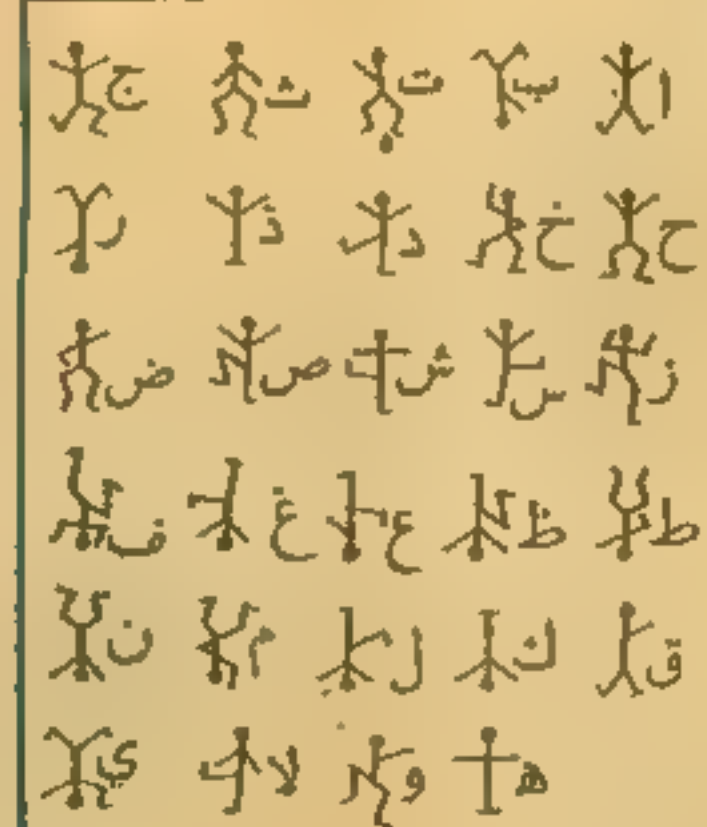 ا ب ت ث ج
ح خ د ذ ر
ز س ش ص ض
ط ظ ع غ ف
ق ك ل م ن
ه و لا ي